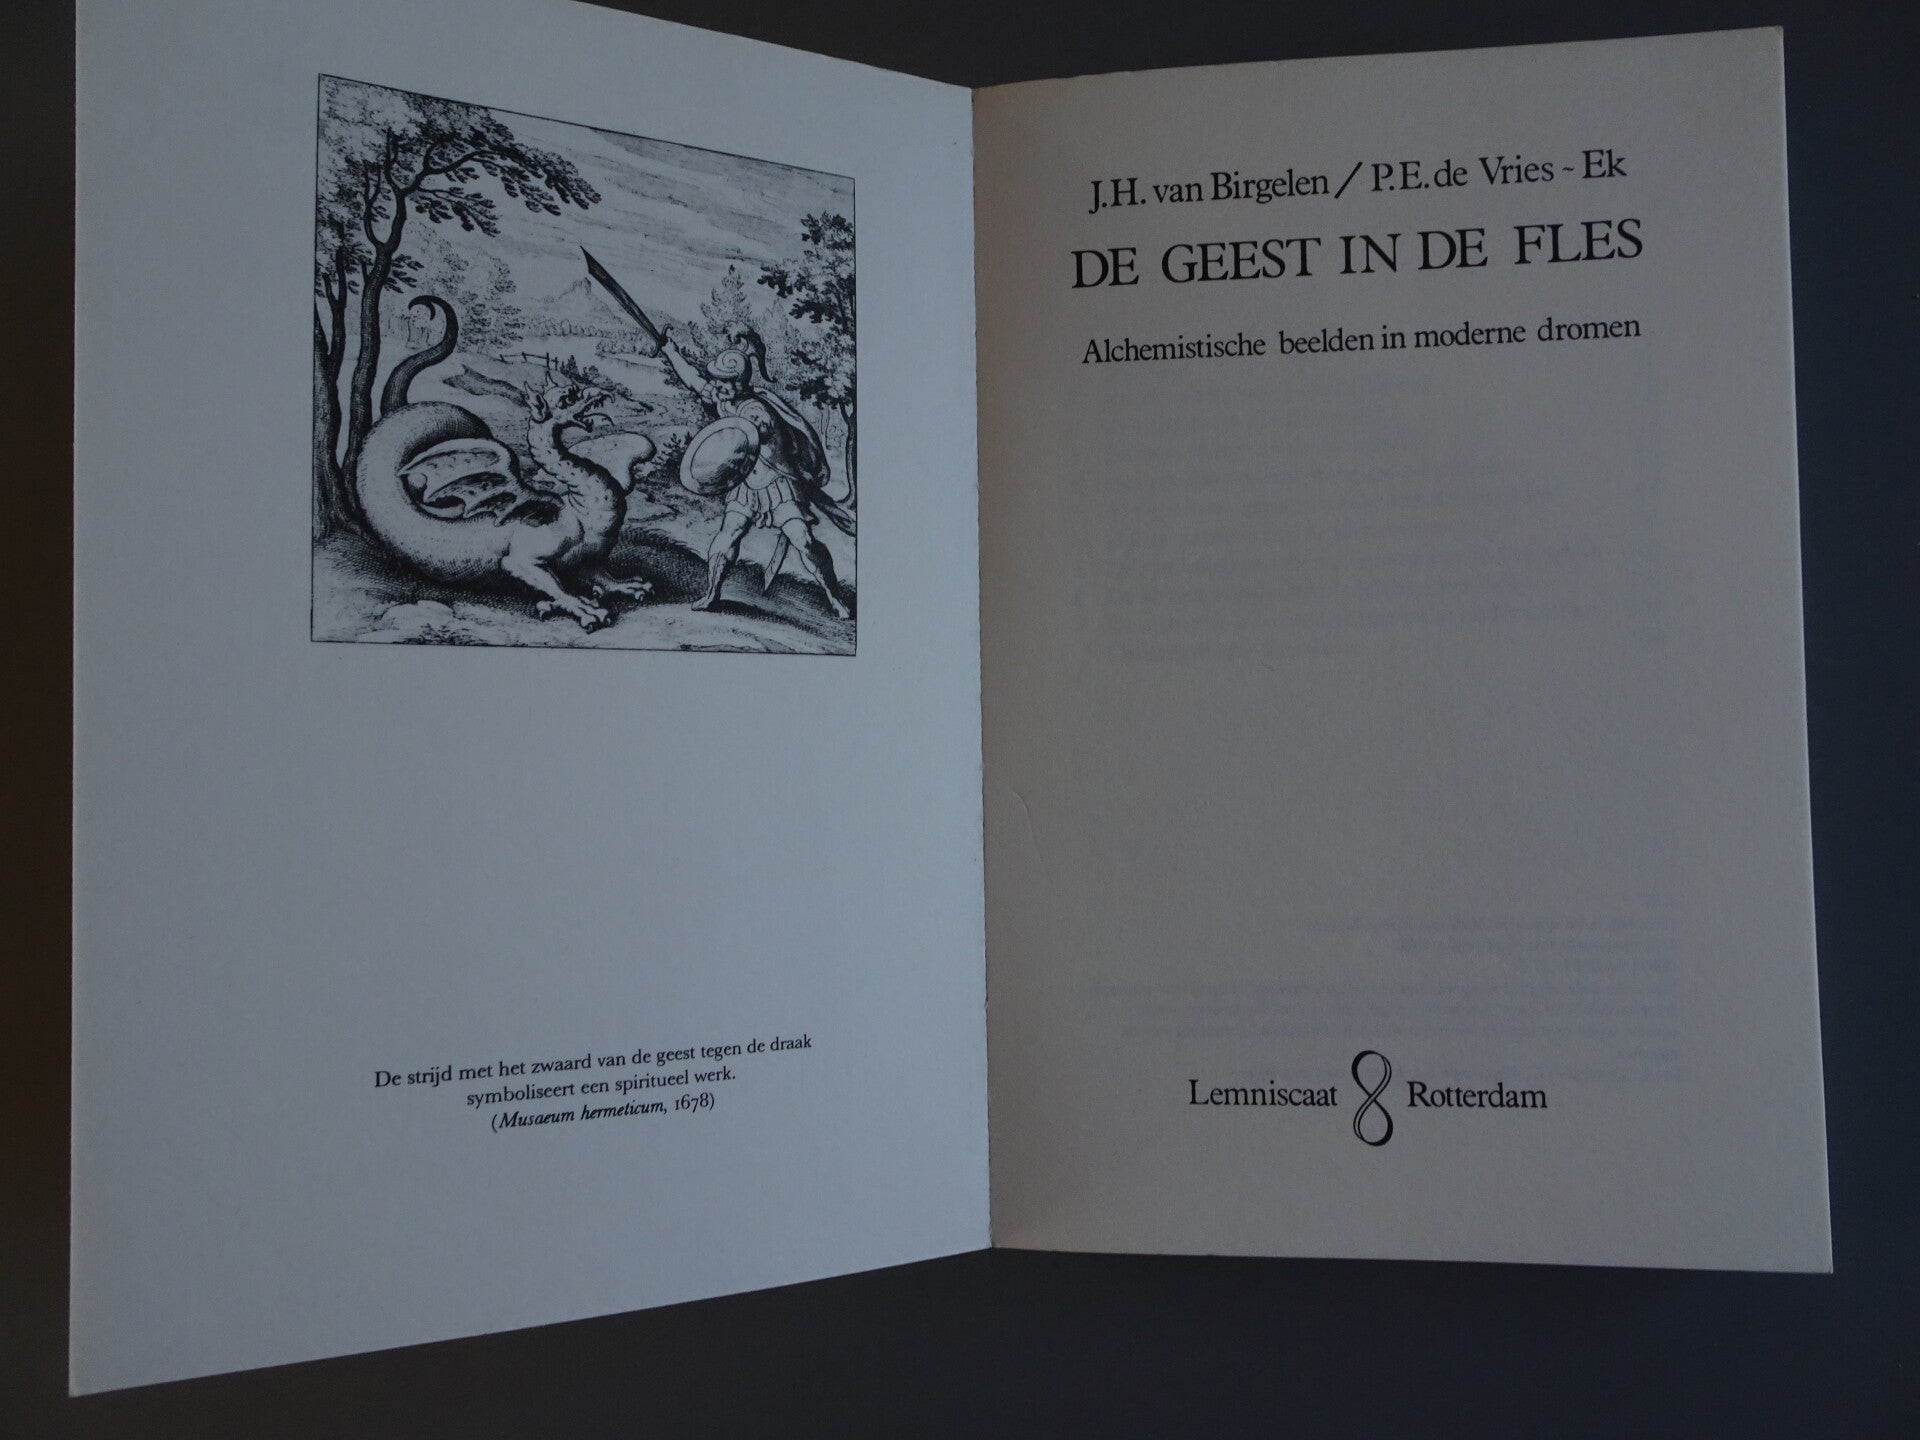 De strijd met het zwaard van de geest tegen de draak
symboliseert een spiritueel werk.
(Musaeum hermeticum, 1678)
J.H. van Birgelen / P.E. de Vries ~ Ek
DE GEEST IN DE FLES
Alchemistische beelden in moderne dromen
Lemniscaat Rotterdam